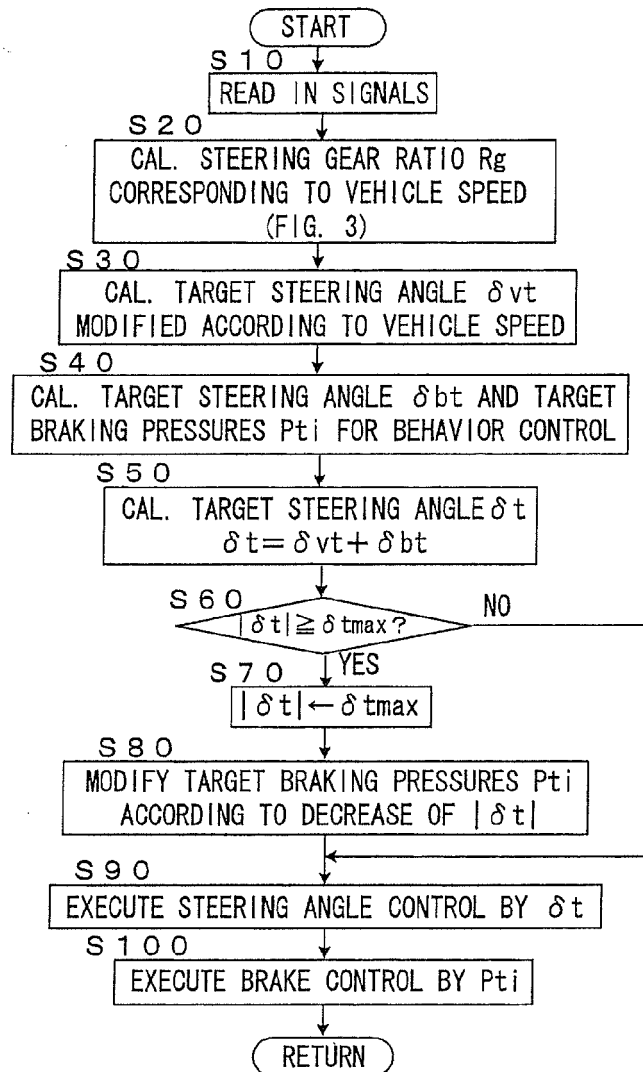 START
S10
READ IN SIGNALS
S20
CAL. STEERING GEAR RATIO Rg
CORRESPONDING TO VEHICLE SPEED
(FIG. 3)
S30
CAL. TARGET STEERING ANGLE δvt
MODIFIED ACCORDING TO VEHICLE SPEED
S40
CAL. TARGET STEERING ANGLE δbt AND TARGET
BRAKING PRESSURES Pti FOR BEHAVIOR CONTROL
S50
CAL. TARGET STEERING ANGLE δt
δt=δvt+δbt
S60
|δt|≧δtmax?
NO
YES
S70
|δt|←δtmax
S80
MODIFY TARGET BRAKING PRESSURES Pti
ACCORDING TO DECREASE OF |δt|
S90
EXECUTE STEERING ANGLE CONTROL BY δt
S100
EXECUTE BRAKE CONTROL BY Pti
RETURN